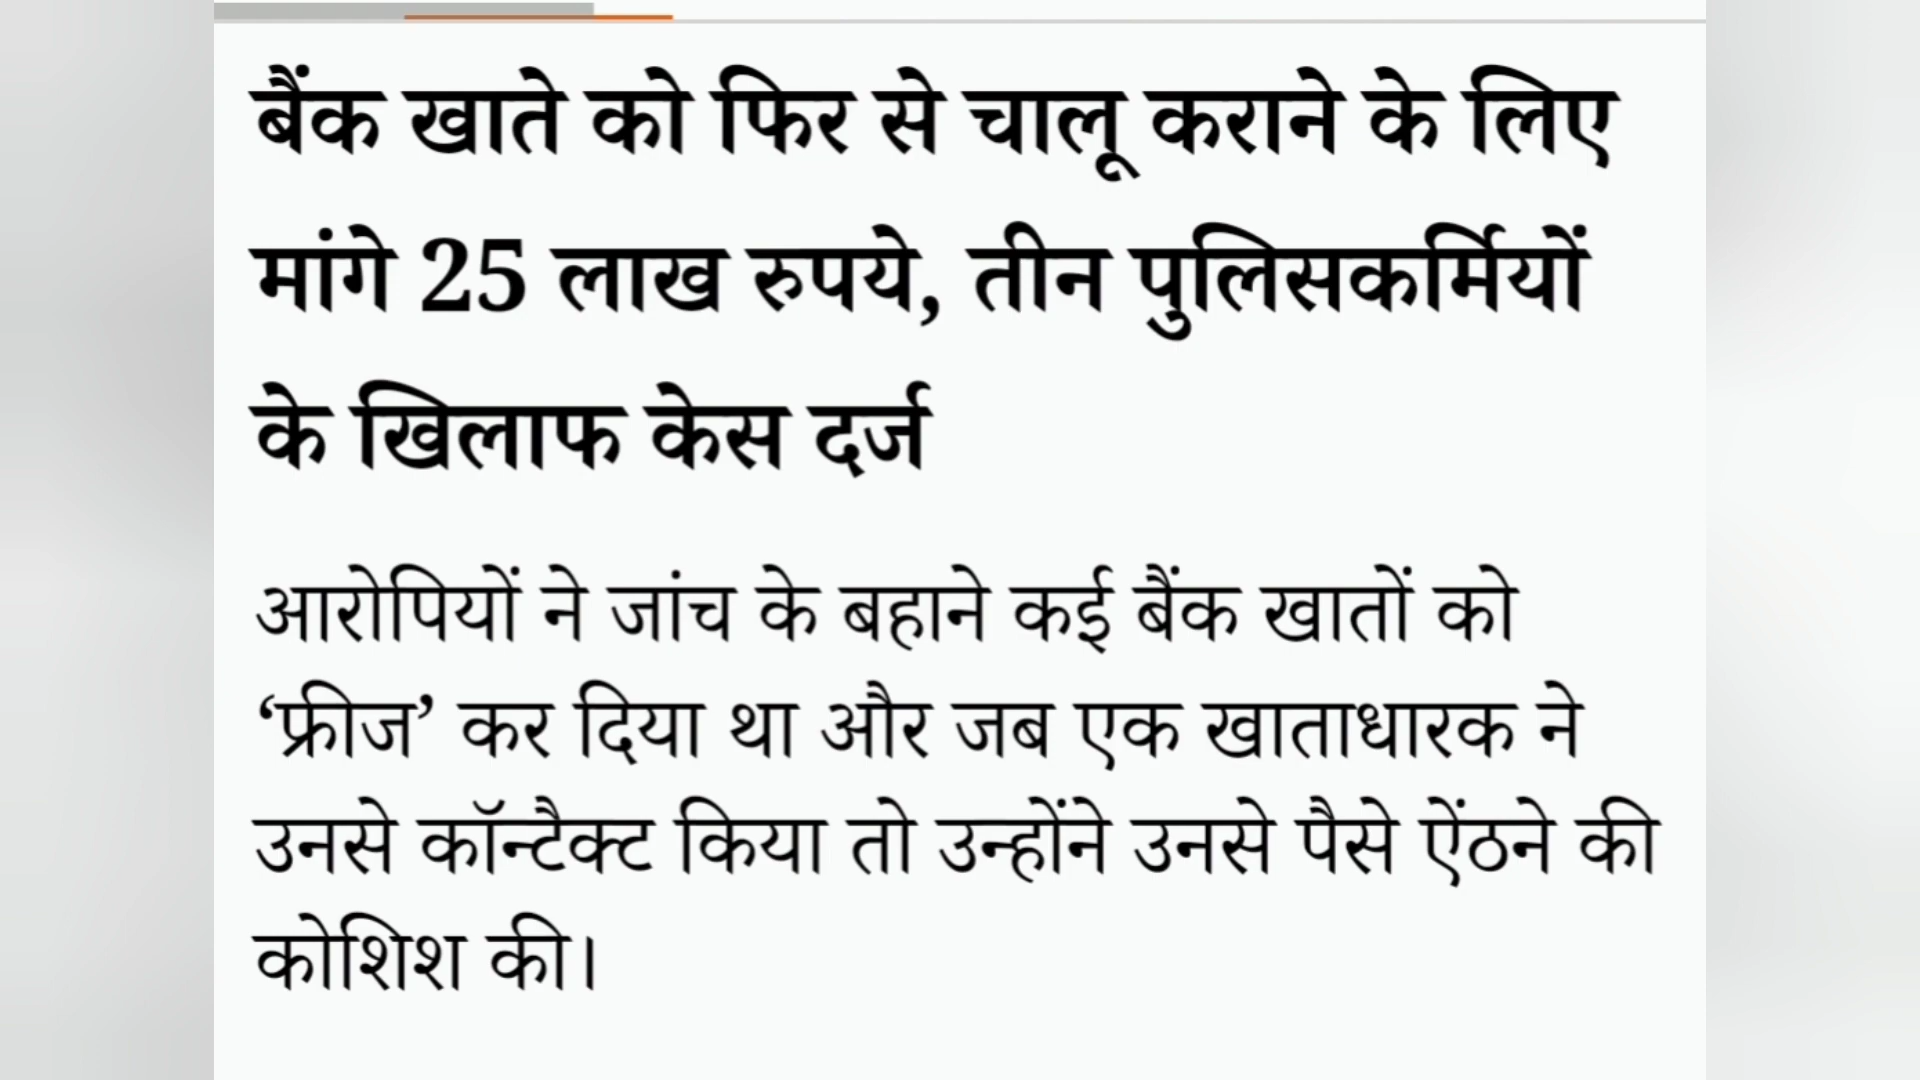 बैंक खाते को फिर से चालू कराने के लिए
मांगे 25 लाख रुपये, तीन पुलिसकर्मियों
के खिलाफ केस दर्ज
आरोपियों ने जांच के बहाने कई बैंक खातों को
‘फ्रीज’ कर दिया था और जब एक खाताधारक ने
उनसे कॉन्टैक्ट किया तो उन्होंने उनसे पैसे ऐंठने की
कोशिश की।